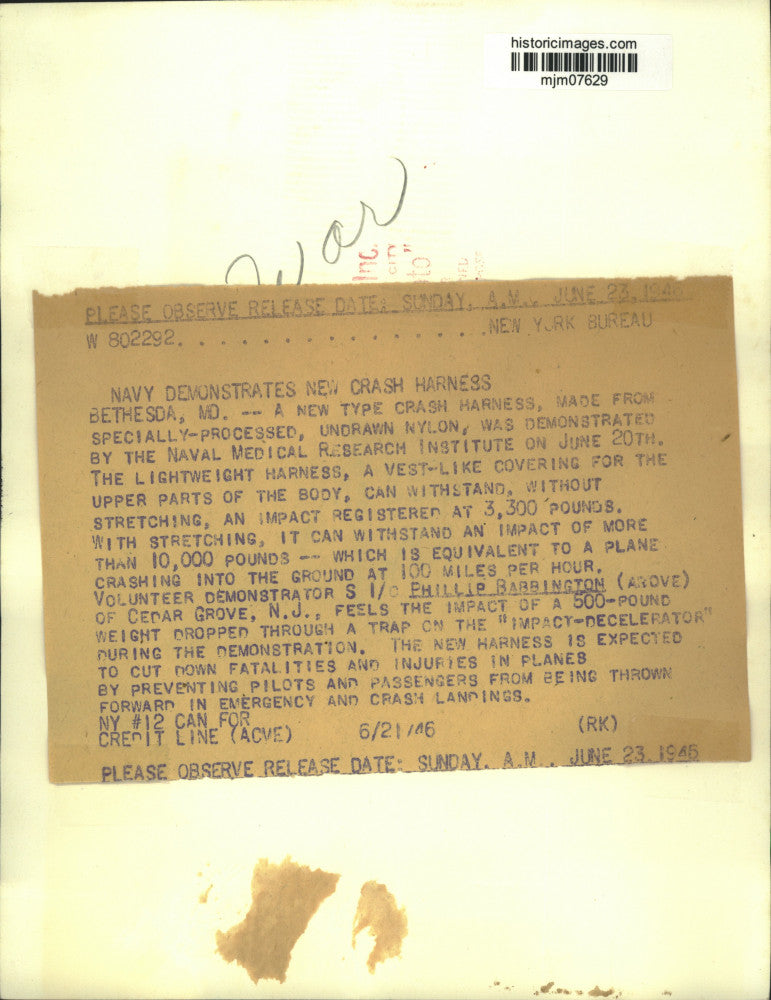 historicimages.com
mjm07629
War
Inc.
CITY
to"
PLEASE OBSERVE RELEASE DATE: SUNDAY, A.M., JUNE 23, 1946
W 802292. . . . . . . . . . . . . . . . . .NEW YORK BUREAU
NAVY DEMONSTRATES NEW CRASH HARNESS
BETHESDA, MD. -- A NEW TYPE CRASH HARNESS, MADE FROM
SPECIALLY-PROCESSED, UNDRAWN NYLON, WAS DEMONSTRATED
BY THE NAVAL MEDICAL RESEARCH INSTITUTE ON JUNE 20TH.
THE LIGHTWEIGHT HARNESS, A VEST-LIKE COVERING FOR THE
UPPER PARTS OF THE BODY, CAN WITHSTAND, WITHOUT
STRETCHING, AN IMPACT REGISTERED AT 3,300 POUNDS.
WITH STRETCHING, IT CAN WITHSTAND AN IMPACT OF MORE
THAN 10,000 POUNDS -- WHICH IS EQUIVALENT TO A PLANE
CRASHING INTO THE GROUND AT 100 MILES PER HOUR.
VOLUNTEER DEMONSTRATOR S 1/C PHILLIP BARRINGTON (ABOVE)
OF CEDAR GROVE, N.J., FEELS THE IMPACT OF A 500-POUND
WEIGHT DROPPED THROUGH A TRAP ON THE "IMPACT-DECELERATOR"
DURING THE DEMONSTRATION. THE NEW HARNESS IS EXPECTED
TO CUT DOWN FATALITIES AND INJURIES IN PLANES
BY PREVENTING PILOTS AND PASSENGERS FROM BEING THROWN
FORWARD IN EMERGENCY AND CRASH LANDINGS.
NY #12 CAN FOR
CREDIT LINE (ACME) 6/21/46 (RK)
PLEASE OBSERVE RELEASE DATE: SUNDAY, A.M., JUNE 23, 1946